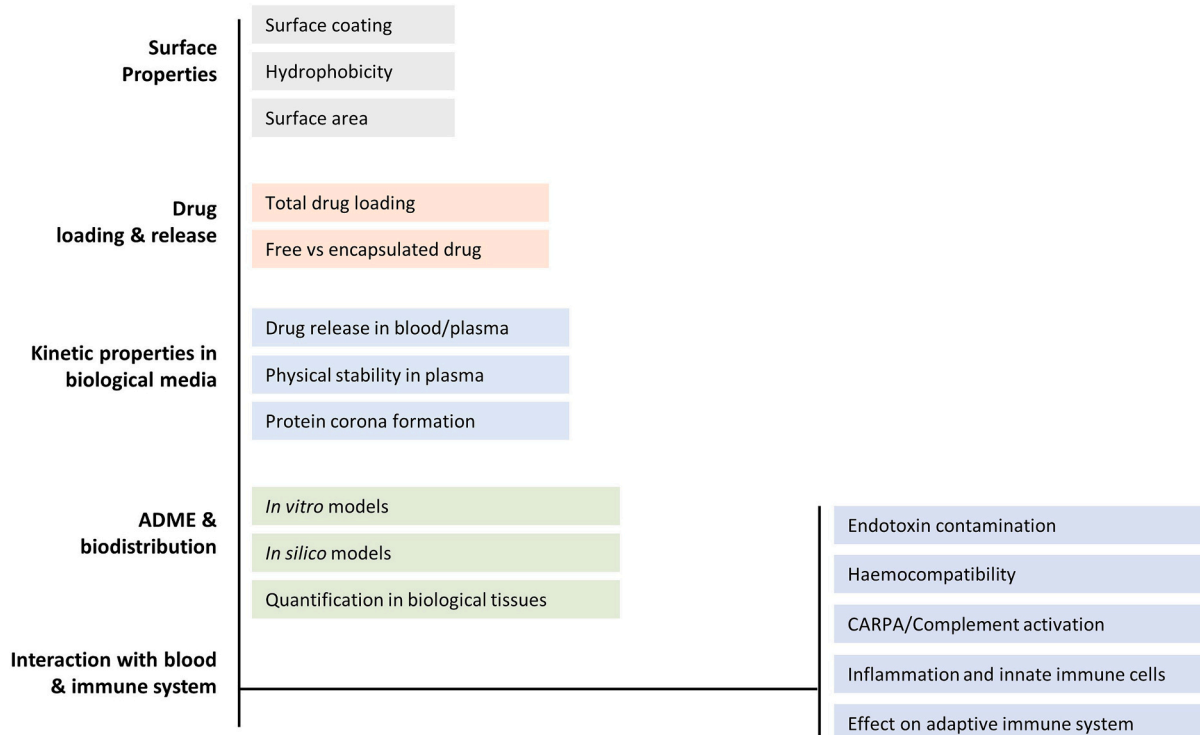 Surface
Properties
Surface coating
Hydrophobicity
Surface area
Drug
loading & release
Total drug loading
Free vs encapsulated drug
Kinetic properties in
biological media
Drug release in blood/plasma
Physical stability in plasma
Protein corona formation
ADME &
biodistribution
In vitro models
In silico models
Quantification in biological tissues
Interaction with blood
& immune system
Endotoxin contamination
Haemocompatibility
CARPA/Complement activation
Inflammation and innate immune cells
Effect on adaptive immune system